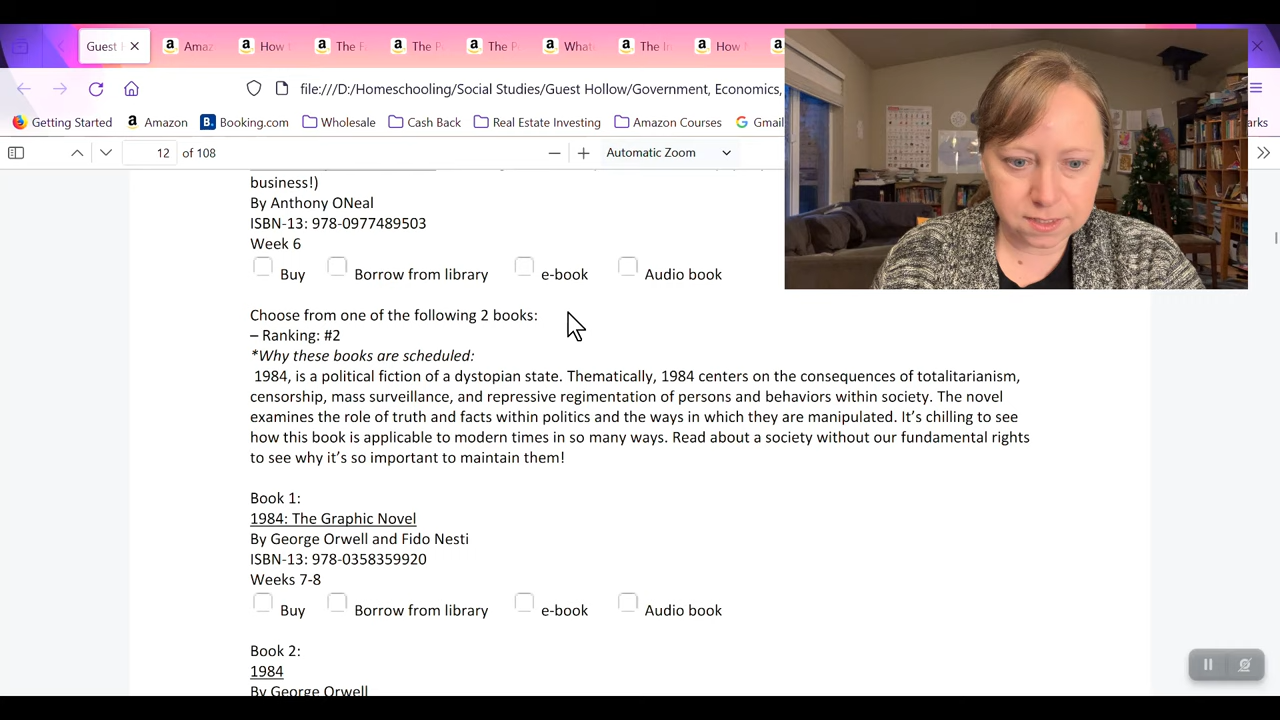 Guest
Amaz
How
The F
The P
The P
What
The In
How
file:///D:/Homeschooling/Social Studies/Guest Hollow/Government, Economics,
Getting Started
Amazon
Booking.com
Wholesale
Cash Back
Real Estate Investing
Amazon Courses
Gmail
arks
12 of 108
Automatic Zoom
business!)
By Anthony ONeal
ISBN-13: 978-0977489503
Week 6
Buy Borrow from library e-book Audio book
Choose from one of the following 2 books:
– Ranking: #2
*Why these books are scheduled:
1984, is a political fiction of a dystopian state. Thematically, 1984 centers on the consequences of totalitarianism,
censorship, mass surveillance, and repressive regimentation of persons and behaviors within society. The novel
examines the role of truth and facts within politics and the ways in which they are manipulated. It’s chilling to see
how this book is applicable to modern times in so many ways. Read about a society without our fundamental rights
to see why it’s so important to maintain them!
Book 1:
1984: The Graphic Novel
By George Orwell and Fido Nesti
ISBN-13: 978-0358359920
Weeks 7-8
Buy Borrow from library e-book Audio book
Book 2:
1984
By George Orwell